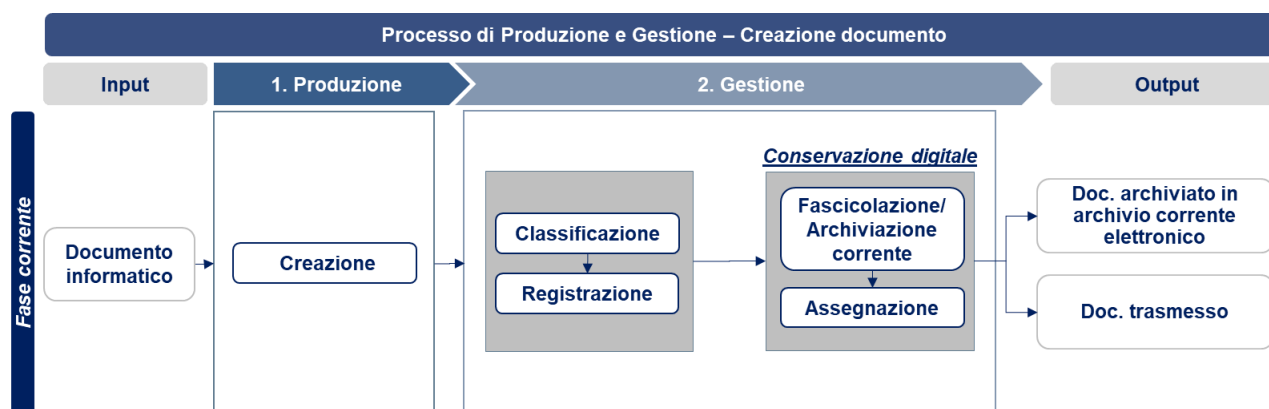 Processo di Produzione e Gestione – Creazione documento
Input
1. Produzione
2. Gestione
Output
Fase corrente
Documento
informatico
Creazione
Classificazione
Registrazione
Conservazione digitale
Fascicolazione/
Archiviazione
corrente
Assegnazione
Doc. archiviato in
archivio corrente
elettronico
Doc. trasmesso